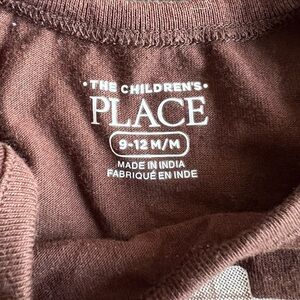 • THE CHILDREN'S •
PLACE
9-12 M/M
MADE IN INDIA
FABRIQUÉ EN INDE